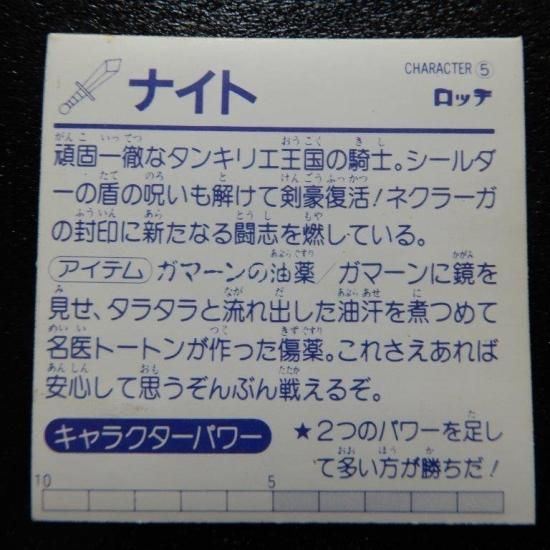 CHARACTER ⑤
ナイト ロッテ
頑固一徹なタンキリエ王国の騎士。シールダ
ーの盾の呪いも解けて剣豪復活!ネクラーガ
の封印に新たなる闘志を燃している。
アイテム ガマーンの油薬/ガマーンに鏡を
見せ、タラタラと流れ出した油汗を煮つめて
名医トートンが作った傷薬。これさえあれば
安心して思うぞんぶん戦えるぞ。
キャラクターパワー ★2つのパワーを足し
て多い方が勝ちだ!
10 5